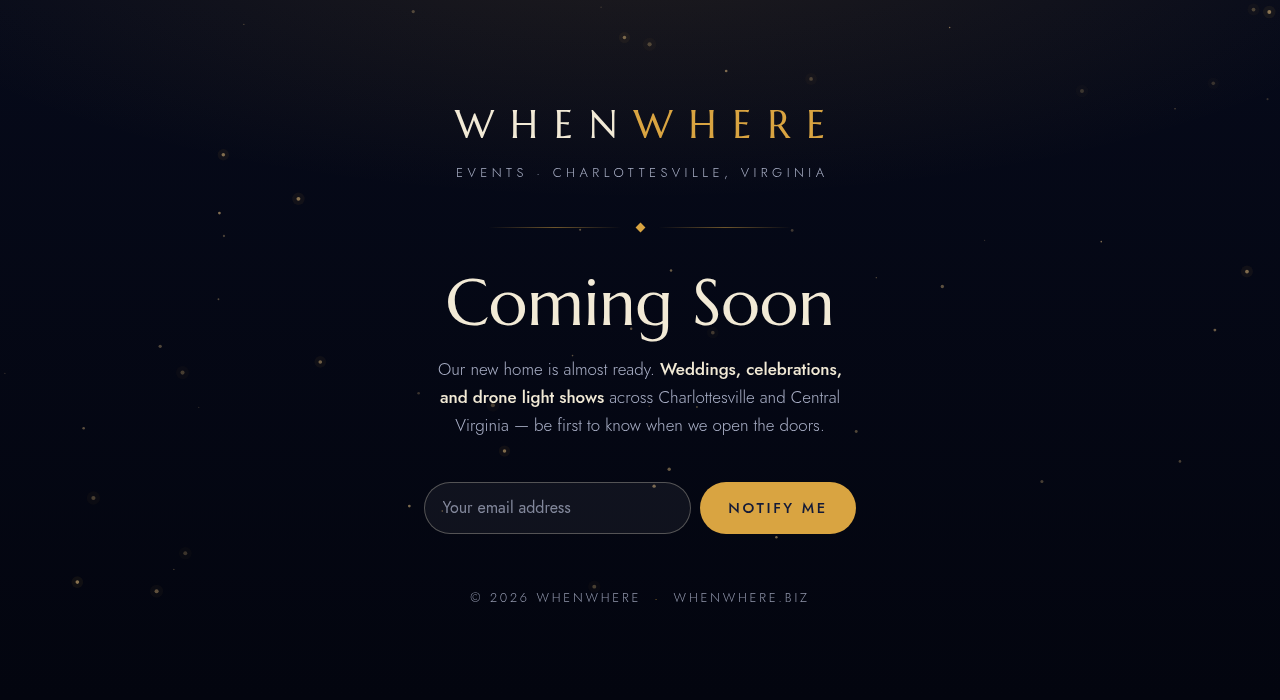 WHENWHERE
EVENTS · CHARLOTTESVILLE, VIRGINIA
Coming Soon
Our new home is almost ready. Weddings, celebrations,
and drone light shows across Charlottesville and Central
Virginia — be first to know when we open the doors.
Your email address
NOTIFY ME
© 2026 WHENWHERE · WHENWHERE.BIZ